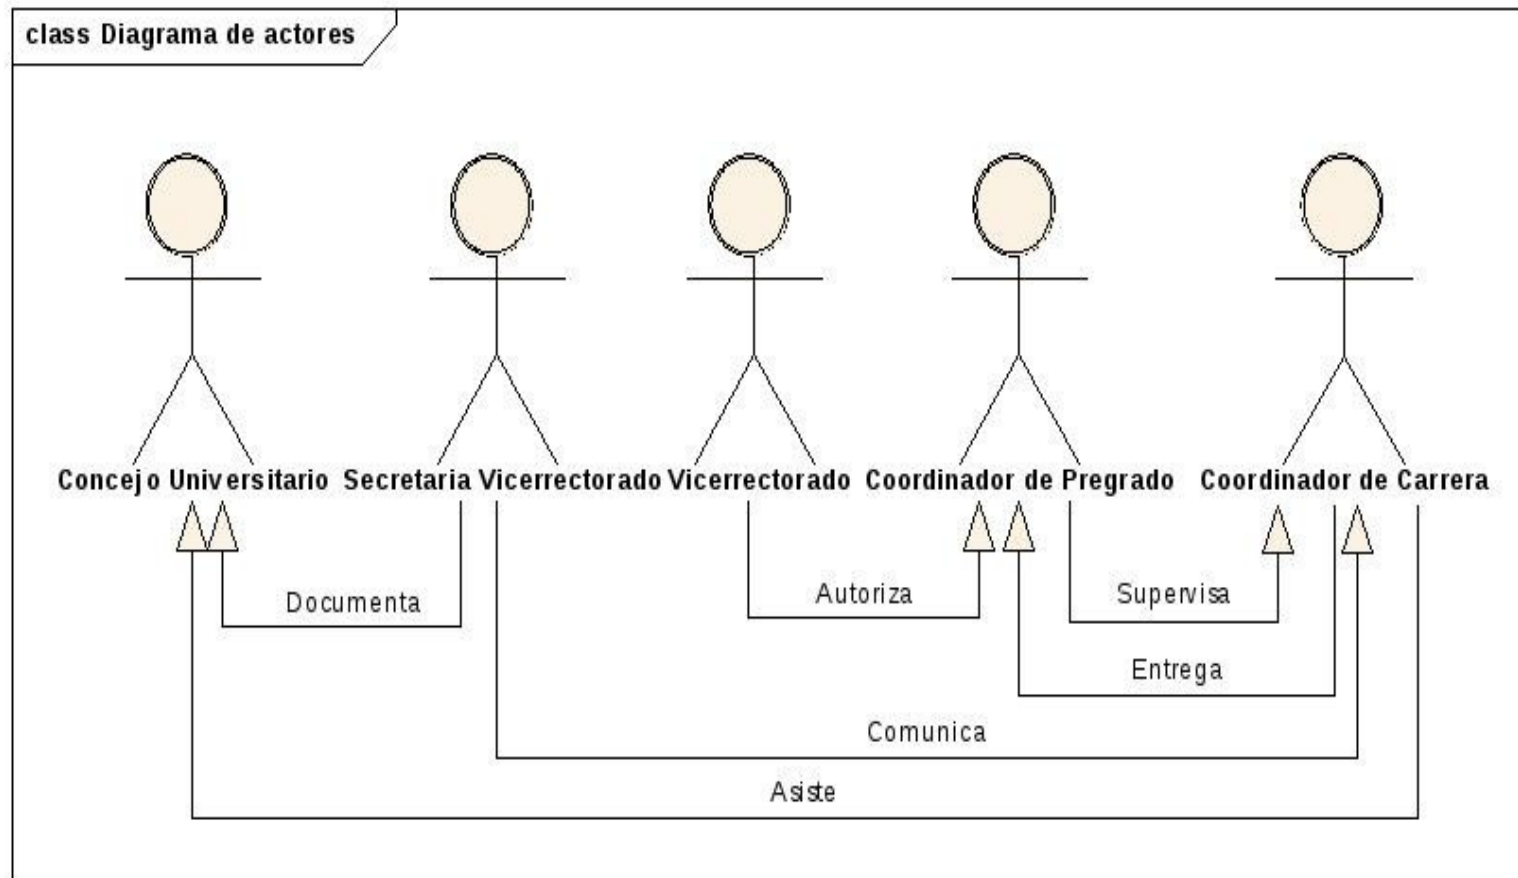 class Diagrama de actores
Concejo Universitario
Secretaria Vicerrectorado
Vicerrectorado
Coordinador de Pregrado
Coordinador de Carrera
Documenta
Autoriza
Supervisa
Entrega
Comunica
Asiste